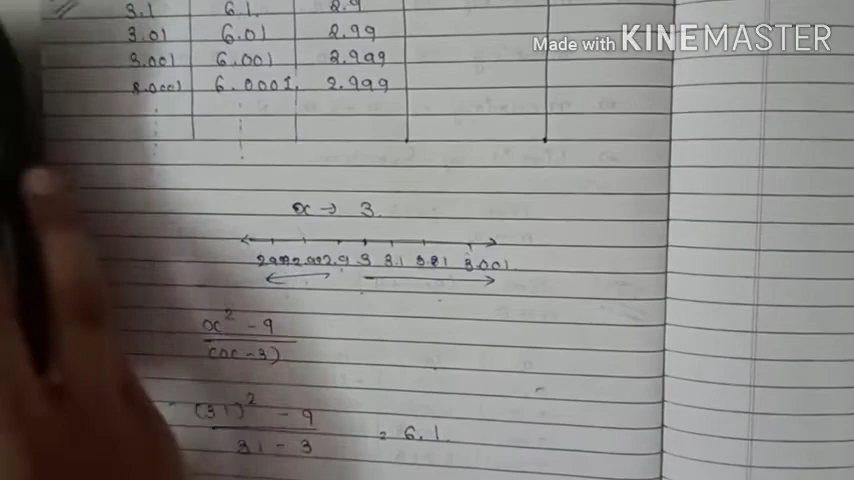 3.1 6.1 2.9
3.01 6.01 2.99
Made with KINEMASTER
3.001 6.001 2.999
3.0001 6.0001 2.999
x → 3
2.9 3 3.1 3.001
x² - 9
(x - 3)
(3.1)² - 9
3.1 - 3
= 6.1